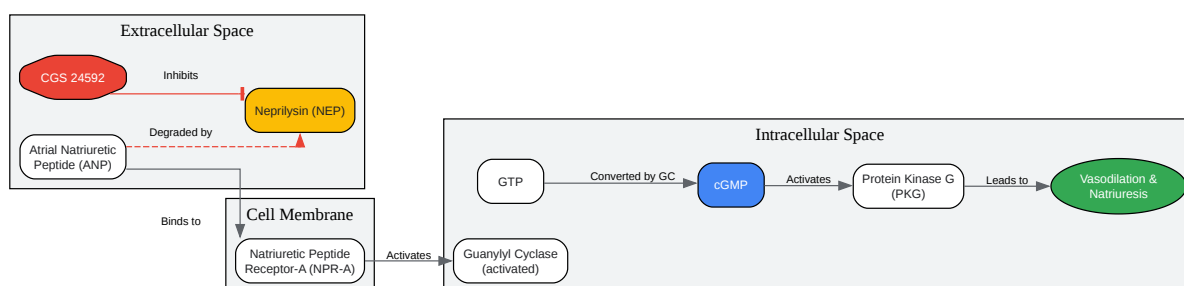 Extracellular Space
CGS 24592
Inhibits
Neprilysin (NEP)
Degraded by
Atrial Natriuretic
Peptide (ANP)
Binds to
Cell Membrane
Natriuretic Peptide
Receptor-A (NPR-A)
Activates
Intracellular Space
GTP
Converted by GC
cGMP
Activates
Protein Kinase G
(PKG)
Leads to
Vasodilation &
Natriuresis
Guanylyl Cyclase
(activated)